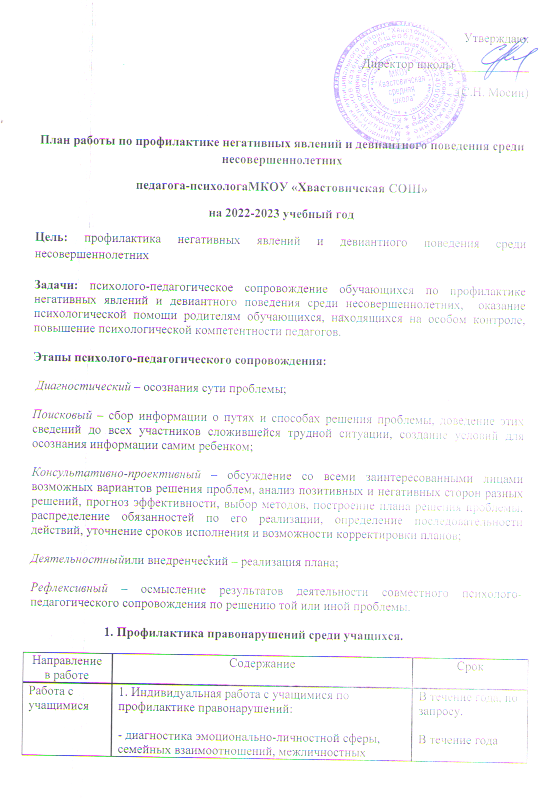 Утверждаю:
Директор школы
(С.Н. Мосин)
План работы по профилактике негативных явлений и девиантного поведения среди
несовершеннолетних
педагога-психологаМКОУ «Хвастовичская СОШ»
на 2022-2023 учебный год
Цель: профилактика негативных явлений и девиантного поведения среди
несовершеннолетних
Задачи: психолого-педагогическое сопровождение обучающихся по профилактике
негативных явлений и девиантного поведения среди несовершеннолетних, оказание
психологической помощи родителям обучающихся, находящихся на особом контроле,
повышение психологической компетентности педагогов.
Этапы психолого-педагогического сопровождения:
Диагностический – осознания сути проблемы;
Поисковый – сбор информации о путях и способах решения проблемы, доведение этих
сведений до всех участников сложившейся трудной ситуации, создание условий для
осознания информации самим ребенком;
Консультативно-проективный – обсуждение со всеми заинтересованными лицами
возможных вариантов решения проблем, анализ позитивных и негативных сторон разных
решений, прогноз эффективности, выбор методов, построение плана решения проблемы,
распределение обязанностей по его реализации, определение последовательности
действий, уточнение сроков исполнения и возможности корректировки планов;
Деятельностныйили внедренческий – реализация плана;
Рефлексивный – осмысление результатов деятельности совместного психолого-
педагогического сопровождения по решению той или иной проблемы.
1. Профилактика правонарушений среди учащихся.
Направление в работе
Содержание
Срок
Работа с учащимися
1. Индивидуальная работа с учащимися по
профилактике правонарушений:
- диагностика эмоционально-личностной сферы,
семейных взаимоотношений, межличностных
В течение года, по
запросу.
В течение года